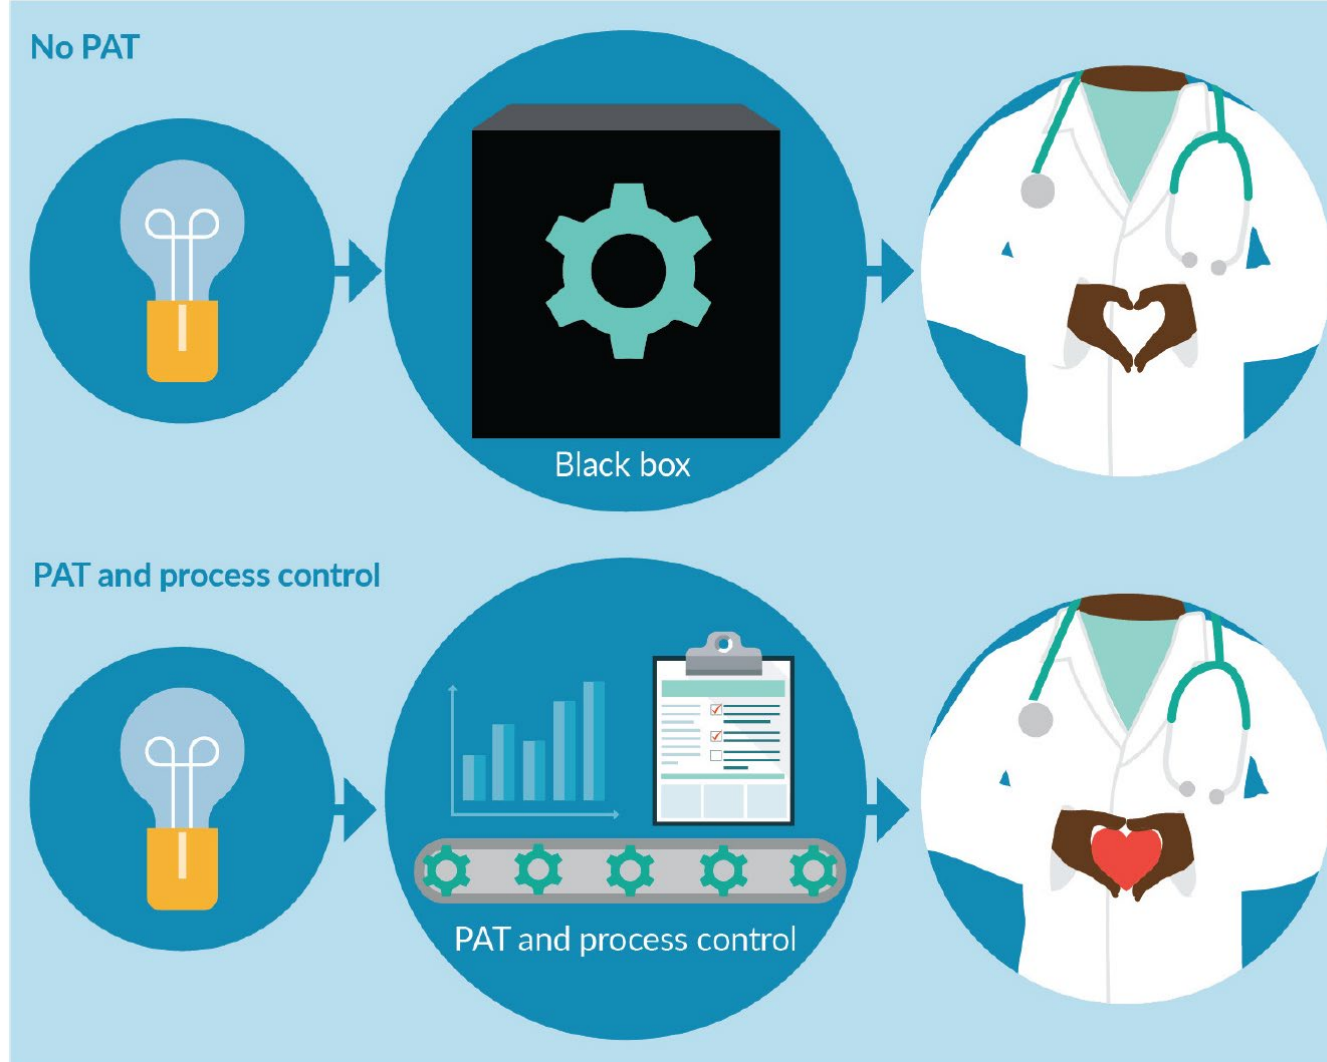 No PAT
Black box
PAT and process control
PAT and process control